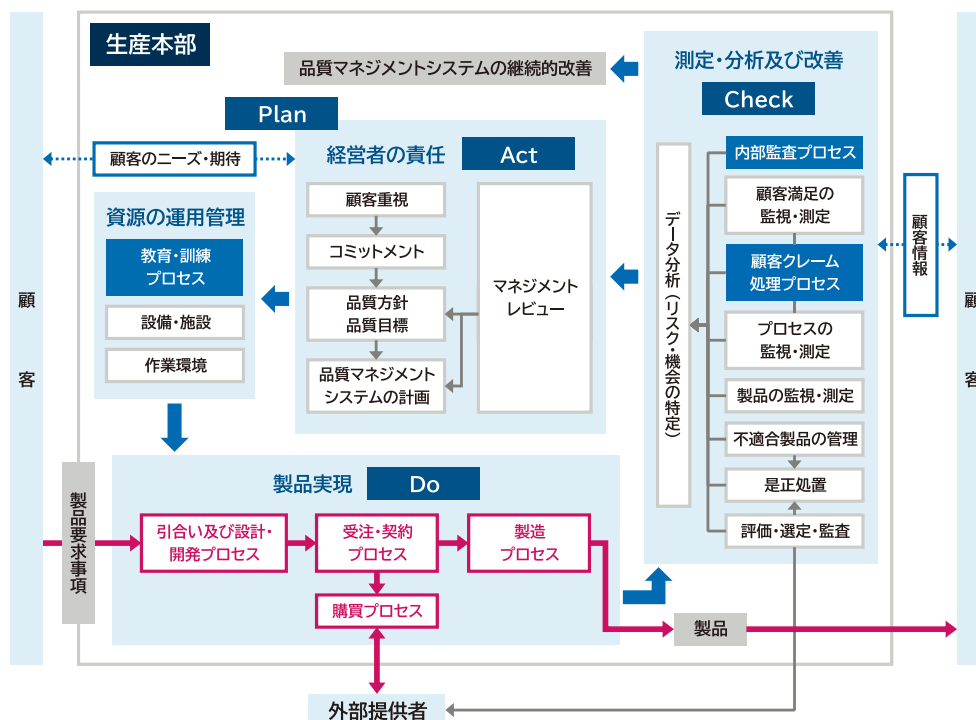 生産本部
品質マネジメントシステムの継続的改善
測定・分析及び改善
Check
Plan
顧客のニーズ・期待
経営者の責任
Act
内部監査プロセス
顧客満足の
監視・測定
顧客クレーム
処理プロセス
プロセスの
監視・測定
製品の監視・測定
不適合製品の管理
是正処置
評価・選定・監査
データ分析（リスク・機会の特定）
顧客情報
資源の運用管理
教育・訓練
プロセス
設備・施設
作業環境
顧客重視
コミットメント
品質方針
品質目標
品質マネジメント
システムの計画
マネジメント
レビュー
顧客
顧客
製品実現
Do
製品要求事項
引合い及び設計・
開発プロセス
受注・契約
プロセス
製造
プロセス
購買プロセス
製品
外部提供者